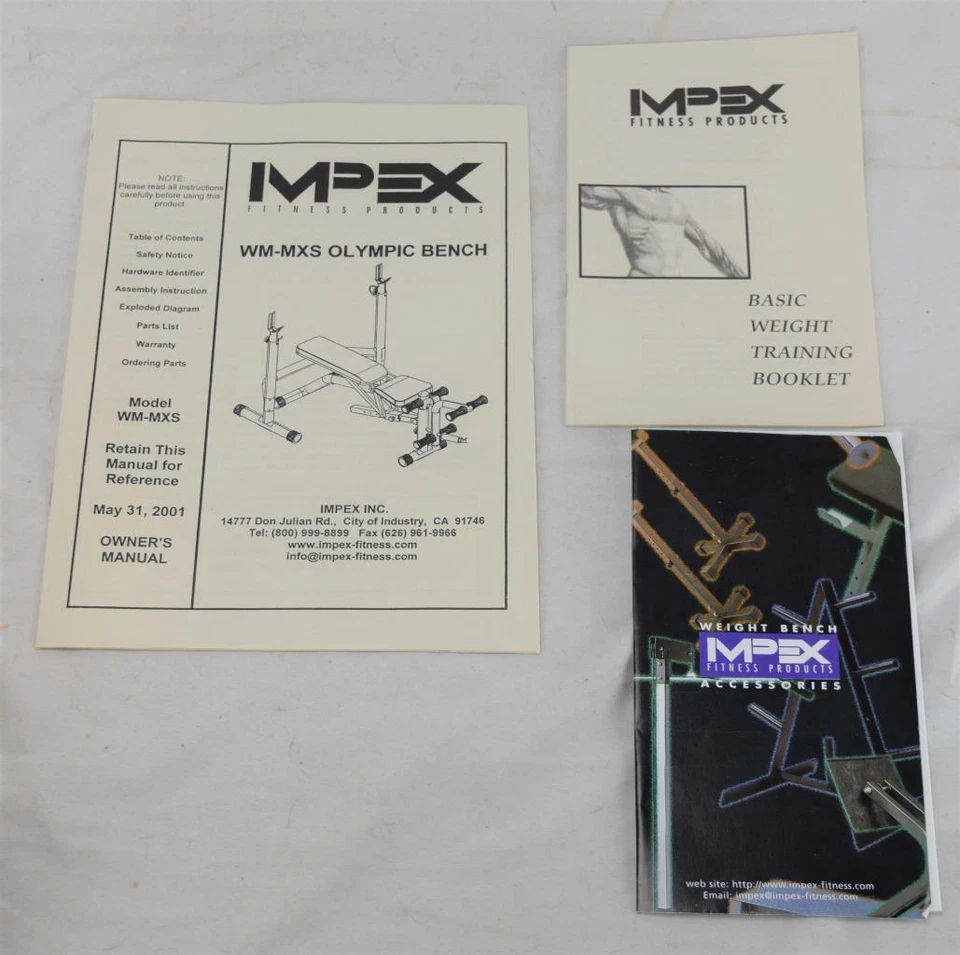 NOTE:
Please read all instructions
carefully before using this
product
Table of Contents
Safety Notice
Hardware Identifier
Assembly Instruction
Exploded Diagram
Parts List
Warranty
Ordering Parts
Model
WM-MXS
Retain This
Manual for
Reference
May 31, 2001
OWNER'S
MANUAL
IMPEX
FITNESS PRODUCTS
WM-MXS OLYMPIC BENCH
IMPEX INC.
14777 Don Julian Rd., City of Industry, CA 91746
Tel: (800) 999-8899 Fax (626) 961-9966
www.impex-fitness.com
info@impex-fitness.com
IMPEX
FITNESS PRODUCTS
BASIC
WEIGHT
TRAINING
BOOKLET
WEIGHT BENCH
IMPEX
FITNESS PRODUCTS
ACCESSORIES
web site: http://www.impex-fitness.com
Email: impex@impex-fitness.com